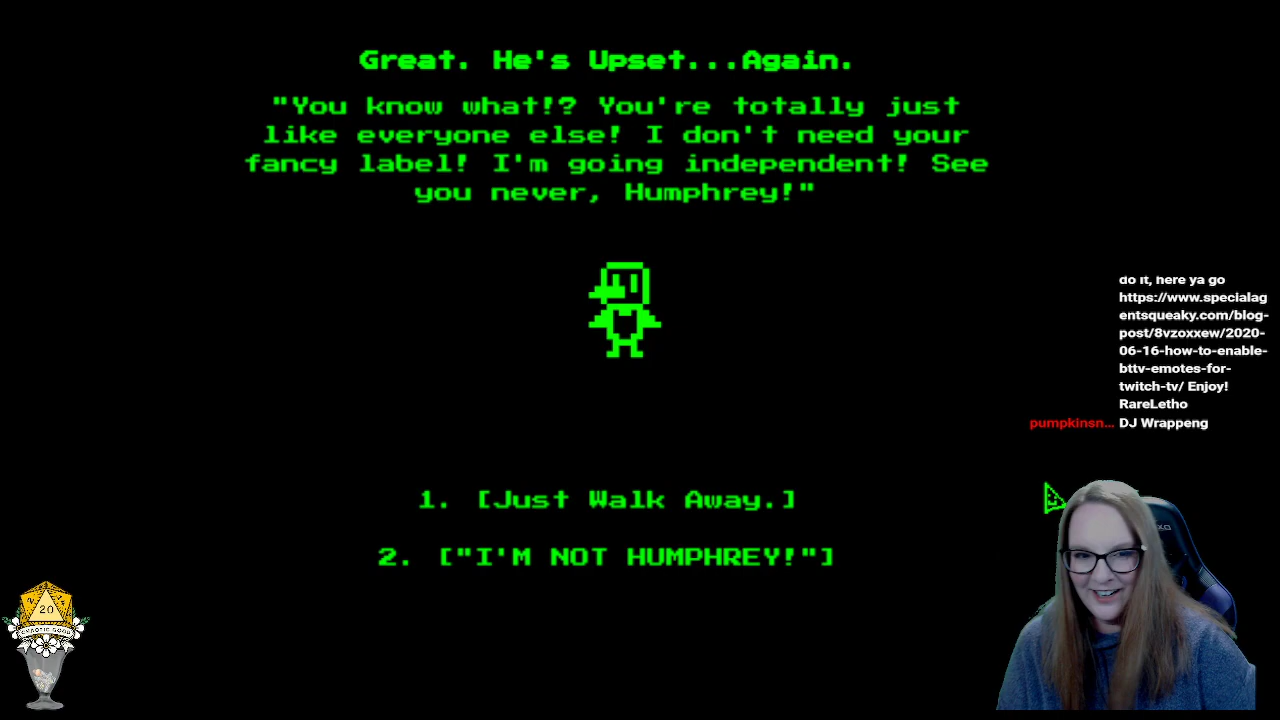 Great. He's Upset...Again.
"You know what!? You're totally just
like everyone else! I don't need your
fancy label! I'm going independent! See
you never, Humphrey!"
do it, here ya go
https://www.specialag
entsqueaky.com/blog-
post/8vzoxxew/2020-
06-16-how-to-enable-
bttv-emotes-for-
twitch-tv/ Enjoy!
RareLetho
pumpkinsn... DJ Wrappeng
1. [Just Walk Away.]
2. ["I'M NOT HUMPHREY!"]
20
CHAOTIC GOOD